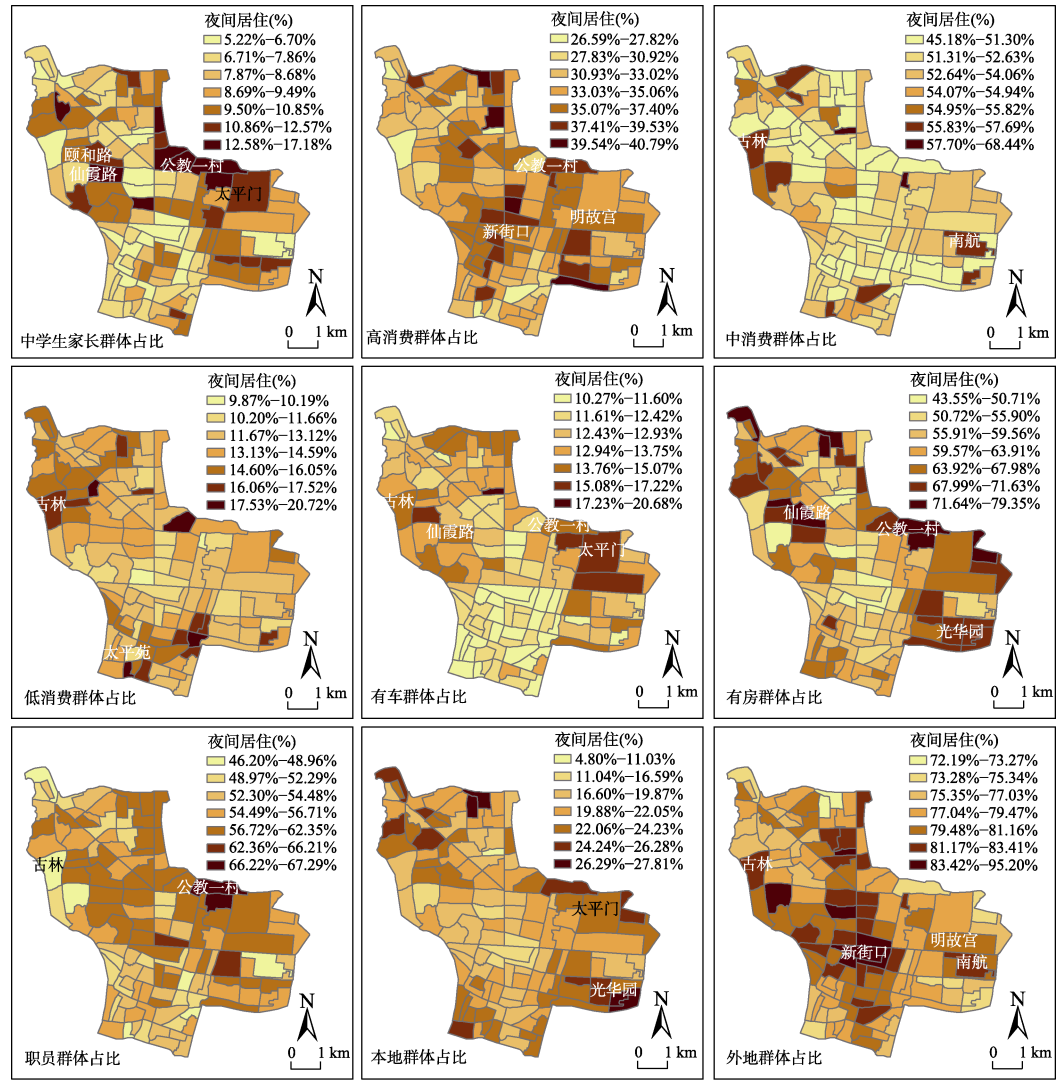 夜间居住(%)
5.22%–6.70%
6.71%–7.86%
7.87%–8.68%
8.69%–9.49%
9.50%–10.85%
10.86%–12.57%
12.58%–17.18%
颐和路
仙霞路
公教一村
太平门
N
0 1 km
中学生家长群体占比
夜间居住(%)
26.59%–27.82%
27.83%–30.92%
30.93%–33.02%
33.03%–35.06%
35.07%–37.40%
37.41%–39.53%
39.54%–40.79%
公教一村
明故宫
新街口
N
0 1 km
高消费群体占比
夜间居住(%)
45.18%–51.30%
51.31%–52.63%
52.64%–54.06%
54.07%–54.94%
54.95%–55.82%
55.83%–57.69%
57.70%–68.44%
古林
南航
N
0 1 km
中消费群体占比
夜间居住(%)
9.87%–10.19%
10.20%–11.66%
11.67%–13.12%
13.13%–14.59%
14.60%–16.05%
16.06%–17.52%
17.53%–20.72%
古林
太平苑
N
0 1 km
低消费群体占比
夜间居住(%)
10.27%–11.60%
11.61%–12.42%
12.43%–12.93%
12.94%–13.75%
13.76%–15.07%
15.08%–17.22%
17.23%–20.68%
古林
仙霞路
公教一村
太平门
N
0 1 km
有车群体占比
夜间居住(%)
43.55%–50.71%
50.72%–55.90%
55.91%–59.56%
59.57%–63.91%
63.92%–67.98%
67.99%–71.63%
71.64%–79.35%
仙霞路
公教一村
光华园
N
0 1 km
有房群体占比
夜间居住(%)
46.20%–48.96%
48.97%–52.29%
52.30%–54.48%
54.49%–56.71%
56.72%–62.35%
62.36%–66.21%
66.22%–67.29%
古林
公教一村
N
0 1 km
职员群体占比
夜间居住(%)
4.80%–11.03%
11.04%–16.59%
16.60%–19.87%
19.88%–22.05%
22.06%–24.23%
24.24%–26.28%
26.29%–27.81%
太平门
光华园
N
0 1 km
本地群体占比
夜间居住(%)
72.19%–73.27%
73.28%–75.34%
75.35%–77.03%
77.04%–79.47%
79.48%–81.16%
81.17%–83.41%
83.42%–95.20%
古林
明故宫
新街口
南航
N
0 1 km
外地群体占比